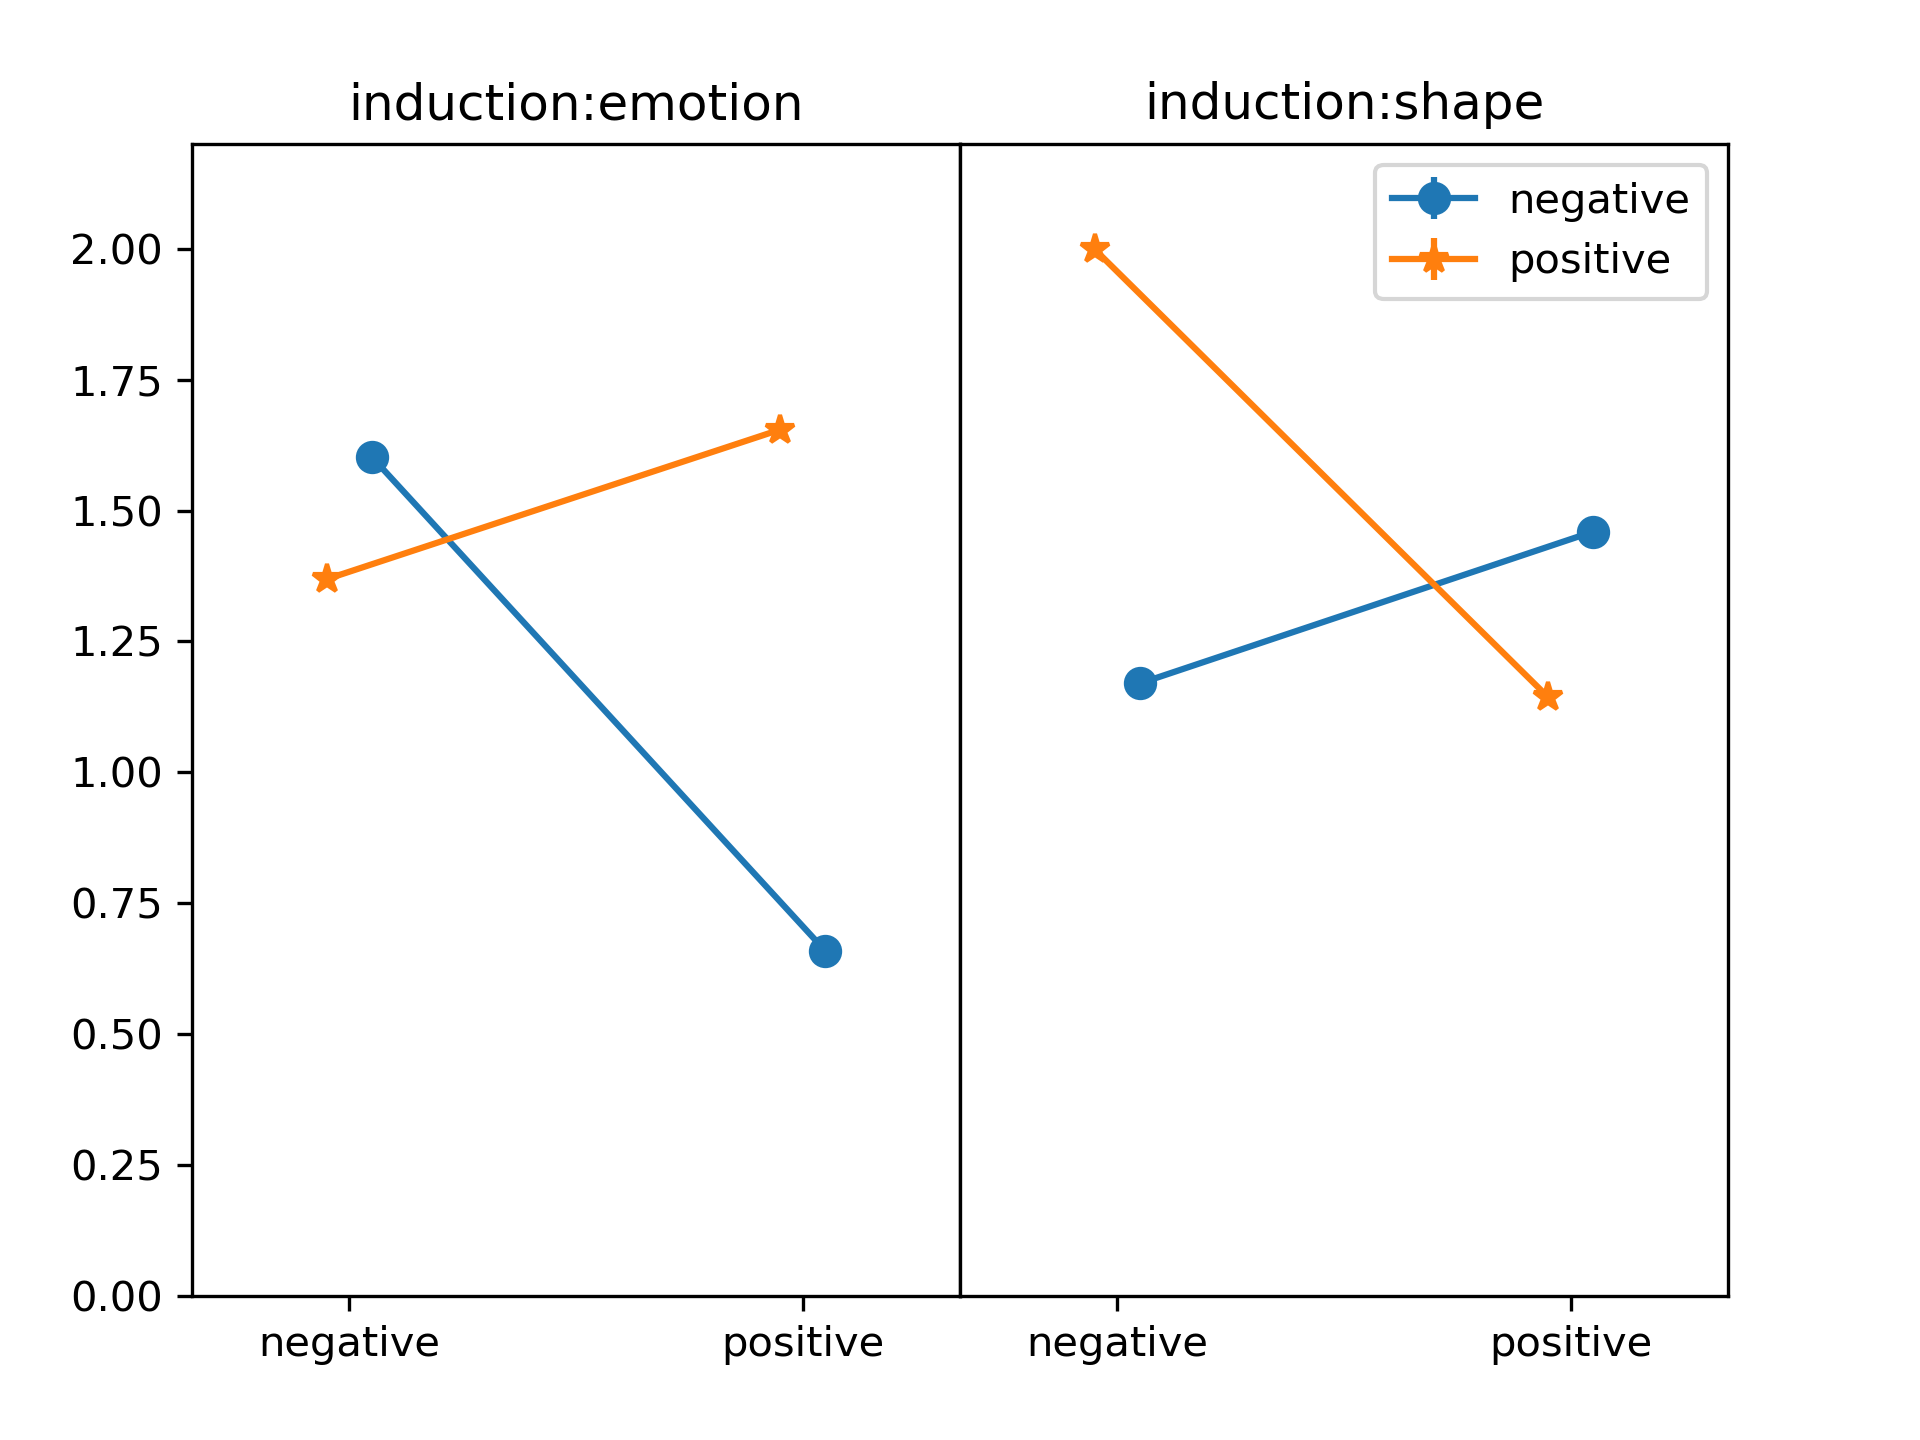 induction:emotion
induction:shape
negative
positive
2.00
1.75
1.50
1.25
1.00
0.75
0.50
0.25
0.00
negative
positive
negative
positive